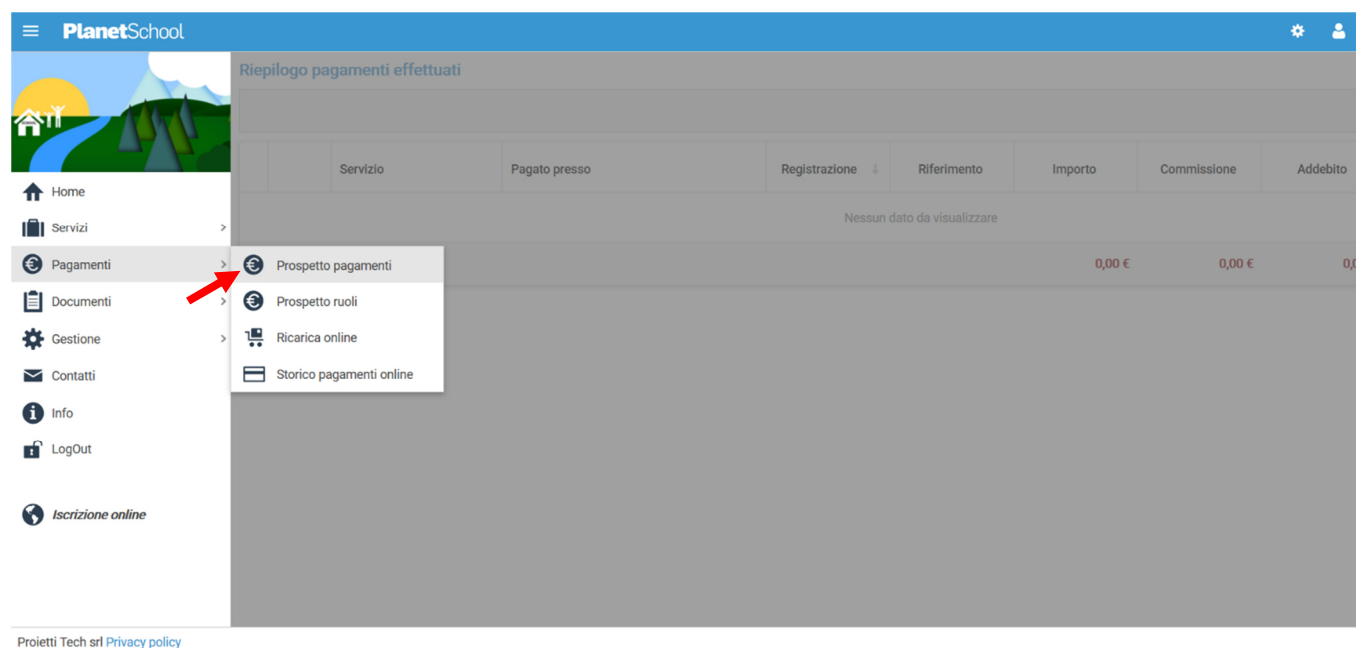 PlanetSchool
Riepilogo pagamenti effettuati
Servizio Pagato presso Registrazione Riferimento Importo Commissione Addebito
Nessun dato da visualizzare
0,00 € 0,00 €
Home
Servizi
Pagamenti
Documenti
Gestione
Contatti
Info
LogOut
Iscrizione online
Prospetto pagamenti
Prospetto ruoli
Ricarica online
Storico pagamenti online
Proietti Tech srl Privacy policy